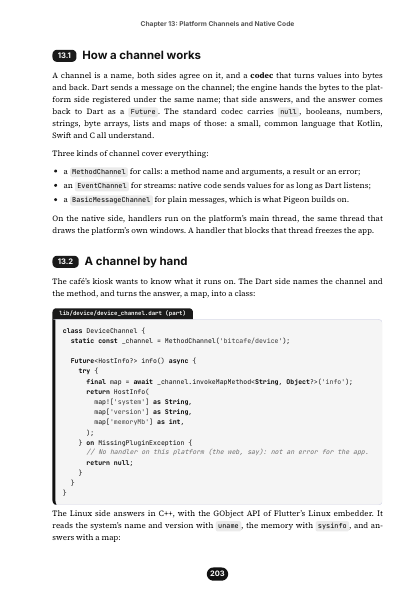 Chapter 13: Platform Channels and Native Code
13.1 How a channel works
A channel is a name, both sides agree on it, and a codec that turns values into bytes
and back. Dart sends a message on the channel; the engine hands the bytes to the plat-
form side registered under the same name; that side answers, and the answer comes
back to Dart as a Future. The standard codec carries null, booleans, numbers,
strings, byte arrays, lists and maps of those: a small, common language that Kotlin,
Swift and C all understand.
Three kinds of channel cover everything:
• a MethodChannel for calls: a method name and arguments, a result or an error;
• an EventChannel for streams: native code sends values for as long as Dart listens;
• a BasicMessageChannel for plain messages, which is what Pigeon builds on.
On the native side, handlers run on the platform's main thread, the same thread that
draws the platform's own windows. A handler that blocks that thread freezes the app.
13.2 A channel by hand
The café's kiosk wants to know what it runs on. The Dart side names the channel and
the method, and turns the answer, a map, into a class:
lib/device/device_channel.dart (part)
class DeviceChannel {
  static const _channel = MethodChannel('bitcafe/device');
  Future<HostInfo?> info() async {
    try {
      final map = await _channel.invokeMapMethod<String, Object?>('info');
      return HostInfo(
        map!['system'] as String,
        map['version'] as String,
        map['memoryMb'] as int,
      );
    } on MissingPluginException {
      // No handler on this platform (the web, say): not an error for the app.
      return null;
    }
  }
}
The Linux side answers in C++, with the GObject API of Flutter's Linux embedder. It
reads the system's name and version with uname, the memory with sysinfo, and an-
swers with a map:
203